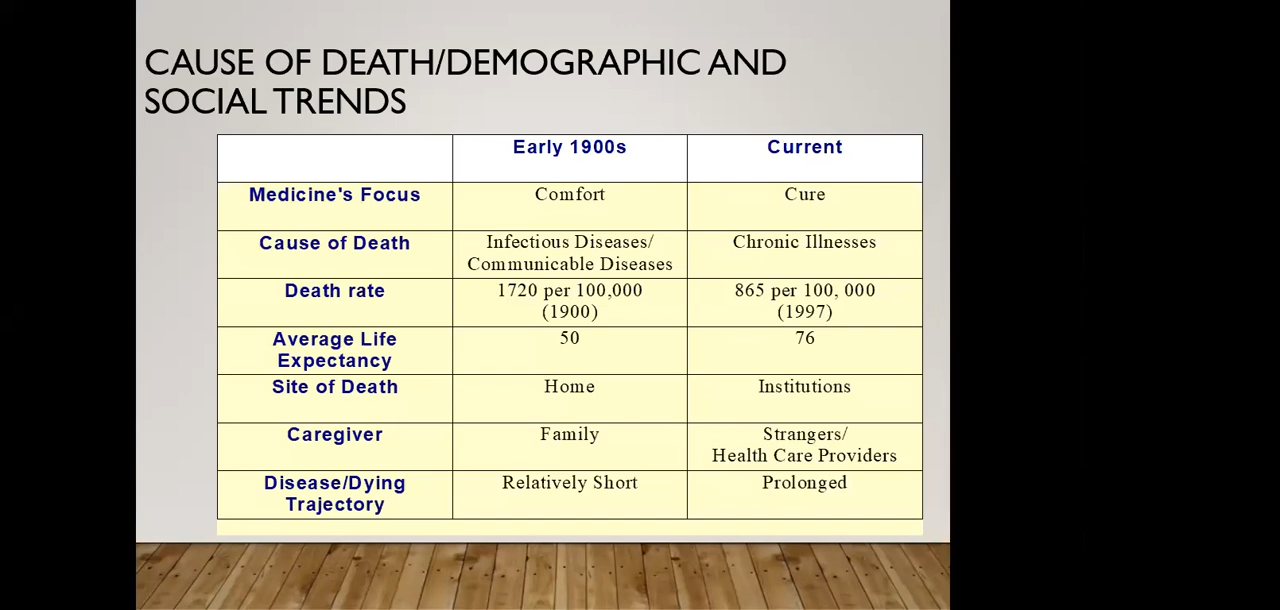 CAUSE OF DEATH/DEMOGRAPHIC AND
SOCIAL TRENDS
Early 1900s Current
Medicine's Focus Comfort Cure
Cause of Death Infectious Diseases/ Chronic Illnesses
Communicable Diseases
Death rate 1720 per 100,000 865 per 100, 000
(1900) (1997)
Average Life 50 76
Expectancy
Site of Death Home Institutions
Caregiver Family Strangers/
Health Care Providers
Disease/Dying Relatively Short Prolonged
Trajectory